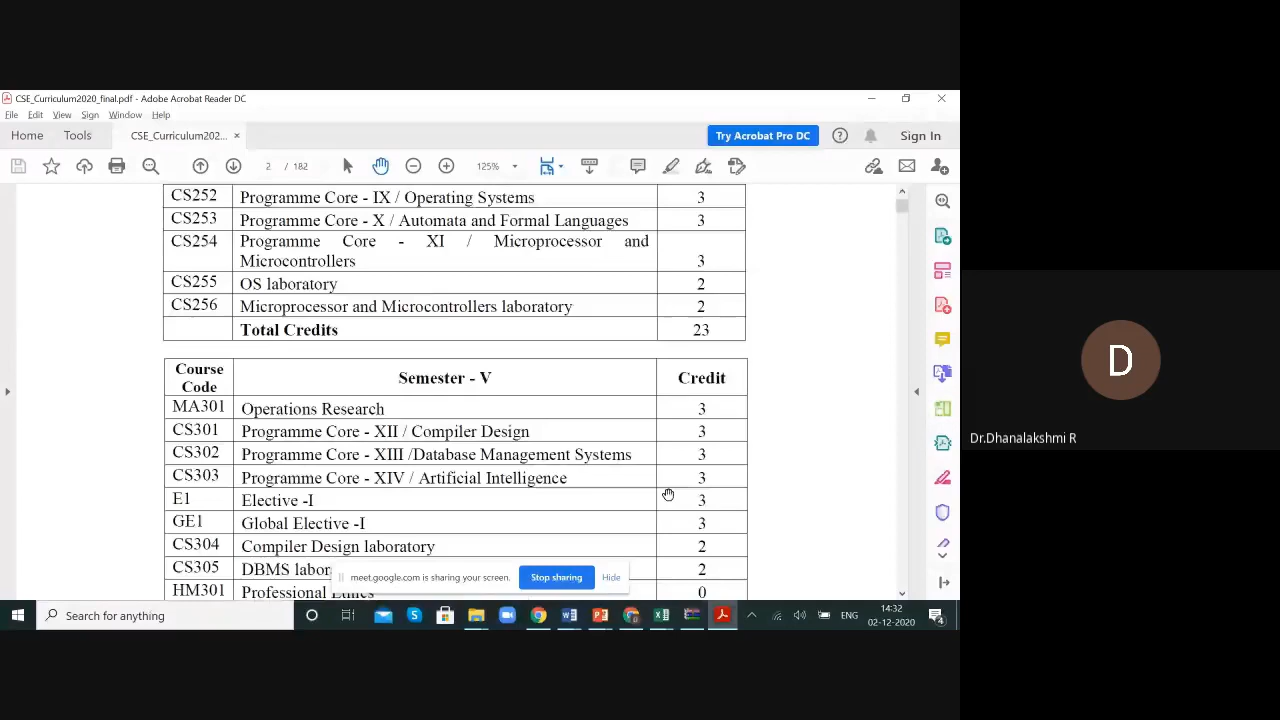 CSE_Curriculum2020_final.pdf - Adobe Acrobat Reader DC
File Edit View Sign Window Help
Home Tools CSE_Curriculum202... × Try Acrobat Pro DC Sign In
2 / 182 125%
CS252 Programme Core - IX / Operating Systems 3
CS253 Programme Core - X / Automata and Formal Languages 3
CS254 Programme Core - XI / Microprocessor and
Microcontrollers 3
CS255 OS laboratory 2
CS256 Microprocessor and Microcontrollers laboratory 2
Total Credits 23
Course
Code Semester - V Credit
MA301 Operations Research 3
CS301 Programme Core - XII / Compiler Design 3
CS302 Programme Core - XIII /Database Management Systems 3
CS303 Programme Core - XIV / Artificial Intelligence 3
E1 Elective -I 3
GE1 Global Elective -I 3
CS304 Compiler Design laboratory 2
CS305 DBMS labor 2
HM301 Professional Ethics 0
meet.google.com is sharing your screen. Stop sharing Hide
D
Dr.Dhanalakshmi R
Search for anything
ENG
14:32
02-12-2020
4